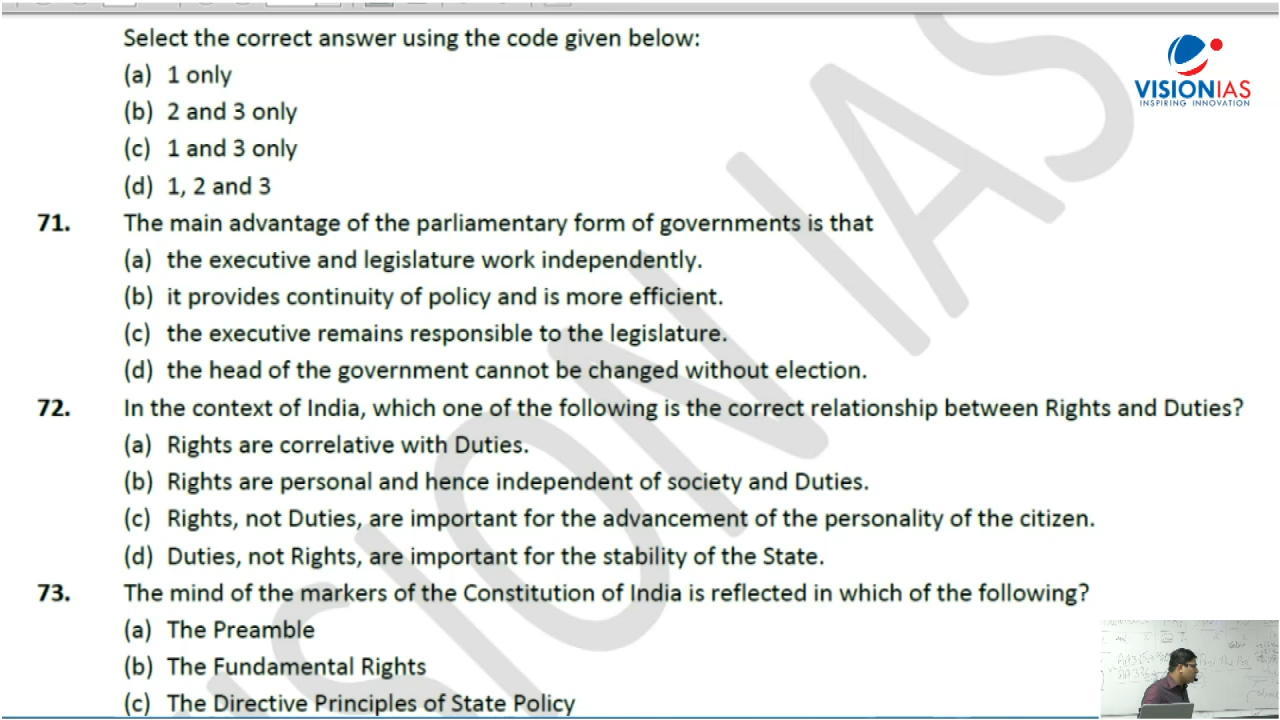 Select the correct answer using the code given below:
(a) 1 only
(b) 2 and 3 only
(c) 1 and 3 only
(d) 1, 2 and 3
VISIONIAS
INSPIRING INNOVATION
71. The main advantage of the parliamentary form of governments is that
(a) the executive and legislature work independently.
(b) it provides continuity of policy and is more efficient.
(c) the executive remains responsible to the legislature.
(d) the head of the government cannot be changed without election.
72. In the context of India, which one of the following is the correct relationship between Rights and Duties?
(a) Rights are correlative with Duties.
(b) Rights are personal and hence independent of society and Duties.
(c) Rights, not Duties, are important for the advancement of the personality of the citizen.
(d) Duties, not Rights, are important for the stability of the State.
73. The mind of the markers of the Constitution of India is reflected in which of the following?
(a) The Preamble
(b) The Fundamental Rights
(c) The Directive Principles of State Policy
VISION IAS